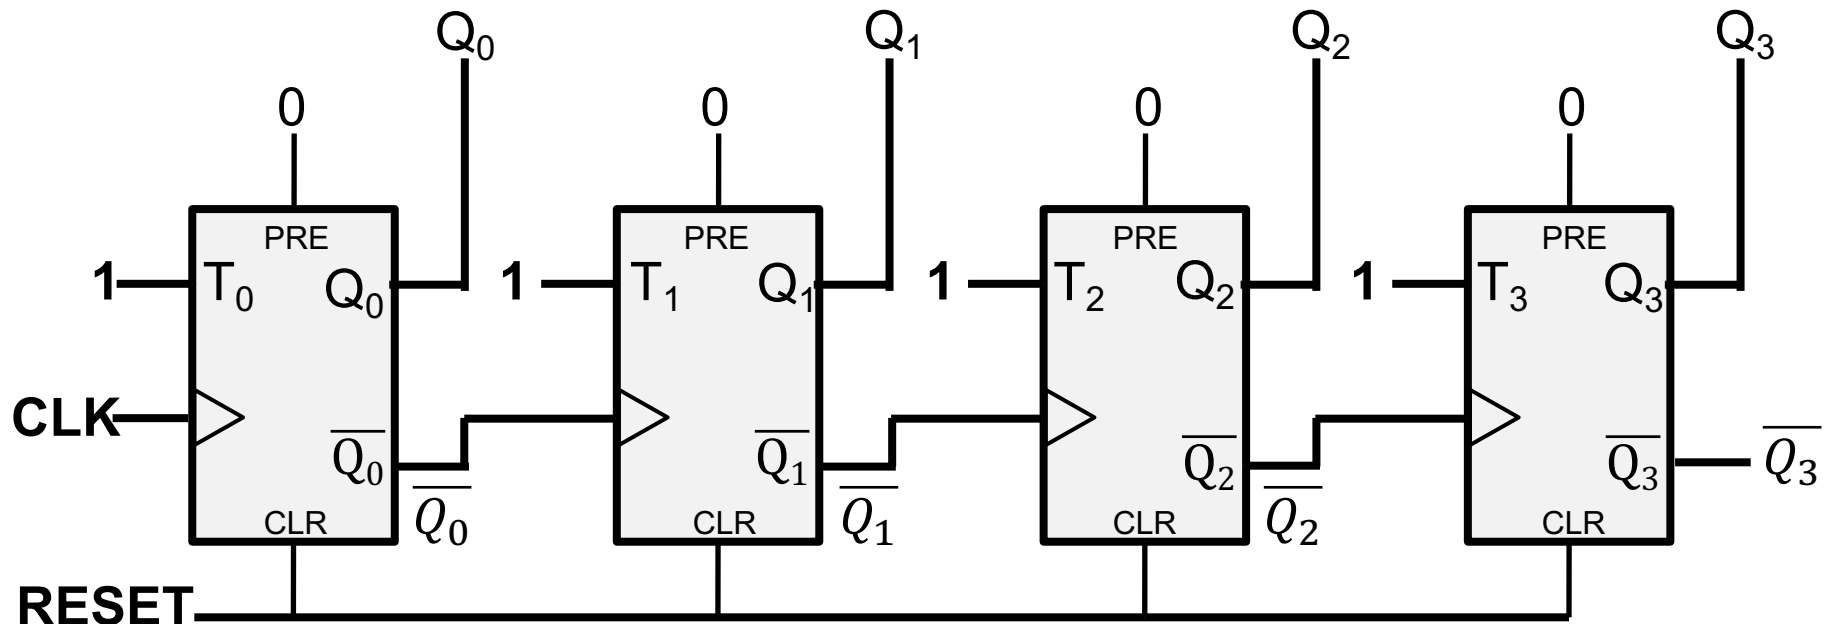 Q₀ Q₁ Q₂ Q₃
0 0 0 0
PRE PRE PRE PRE
1 T₀ Q₀ 1 T₁ Q₁ 1 T₂ Q₂ 1 T₃ Q₃
CLK
Q̅₀ Q̅₁ Q̅₂ Q̅₃ Q̅₃
CLR Q̅₀ CLR Q̅₁ CLR Q̅₂ CLR
RESET